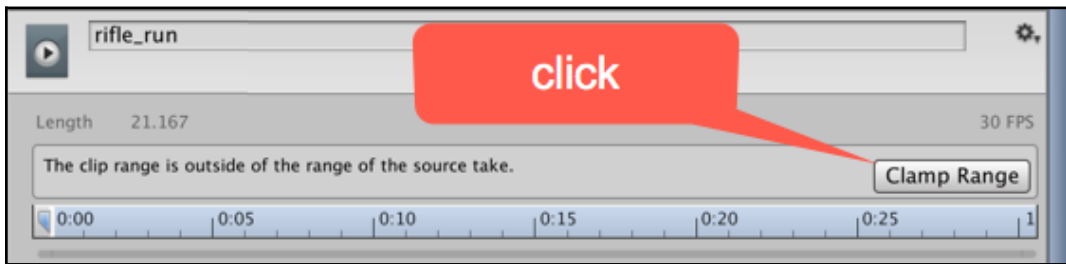 rifle_run
click
Length 21.167 30 FPS
The clip range is outside of the range of the source take.
Clamp Range
0:00 0:05 0:10 0:15 0:20 0:25 1